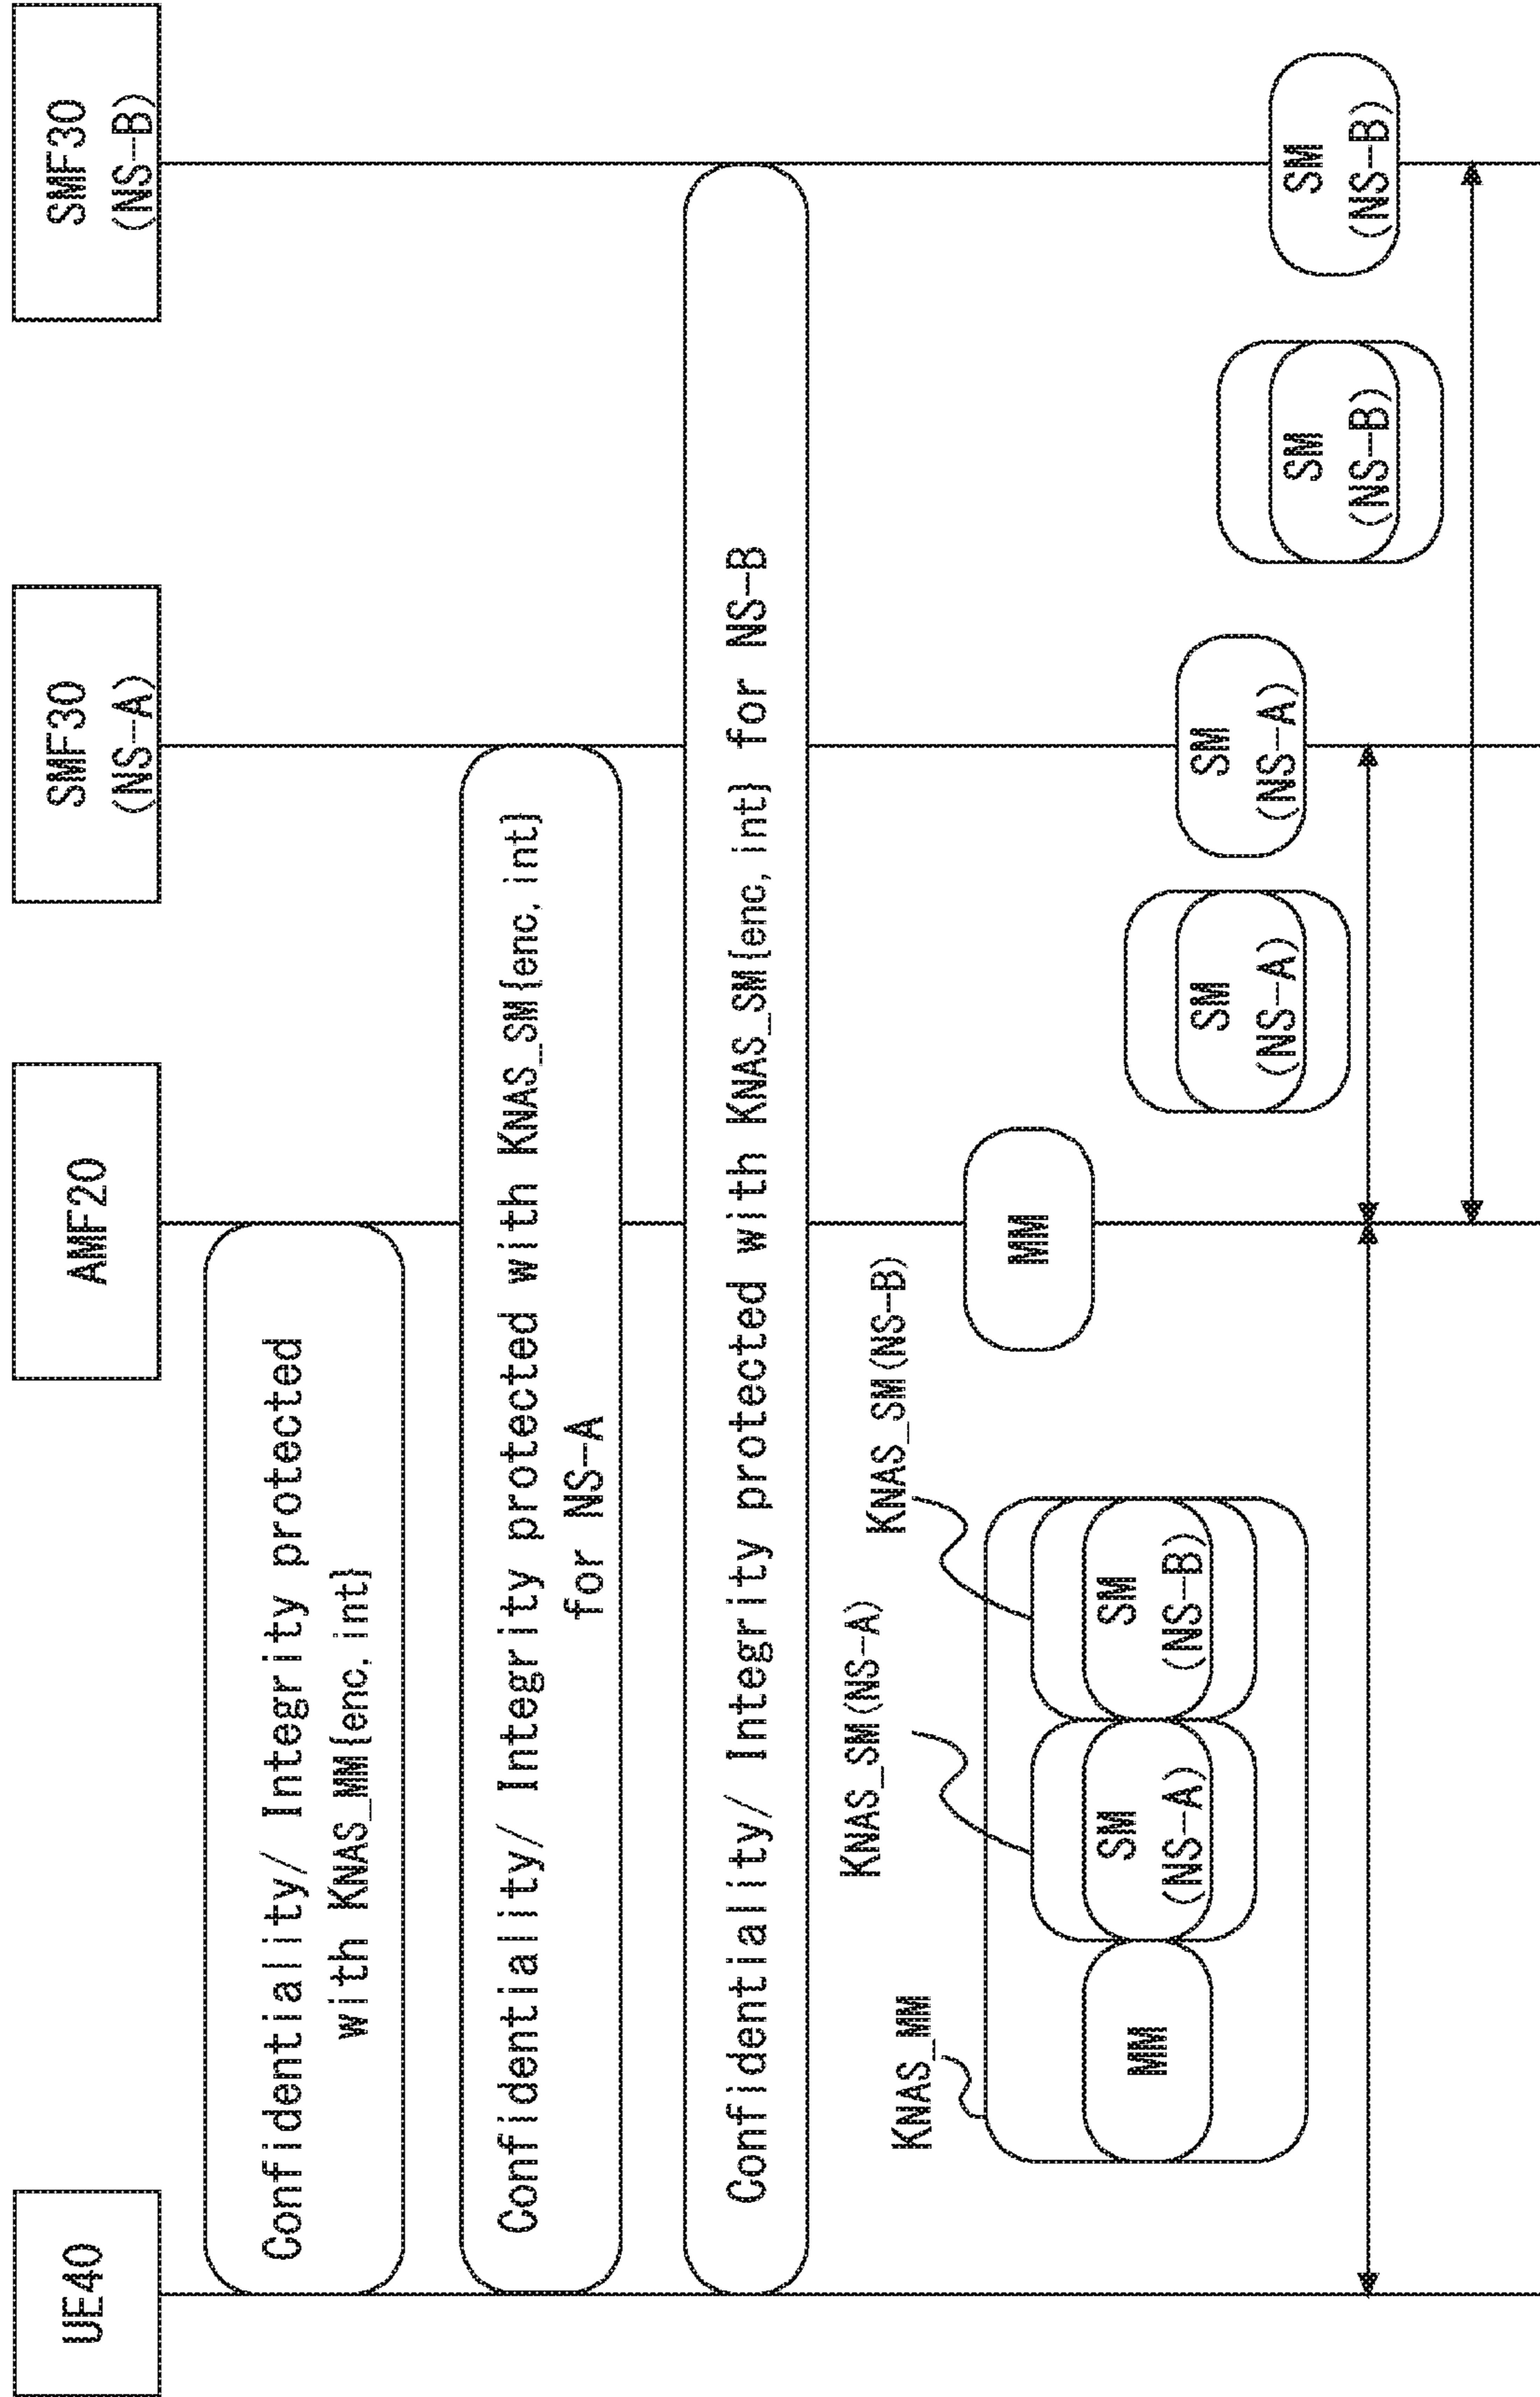 UE40
AMF20
SMF30
(NS-A)
SMF30
(NS-B)
Confidentiality/ Integrity protected
with KNAS_MM{enc, int}
Confidentiality/ Integrity protected with KNAS_SM{enc, int}
for NS-A
Confidentiality/ Integrity protected with KNAS_SM{enc, int} for NS-B
KNAS_MM
KNAS_SM(NS-A)
KNAS_SM(NS-B)
MM
SM
(NS-A)
SM
(NS-B)
MM
SM
(NS-A)
SM
(NS-A)
SM
(NS-B)
SM
(NS-B)